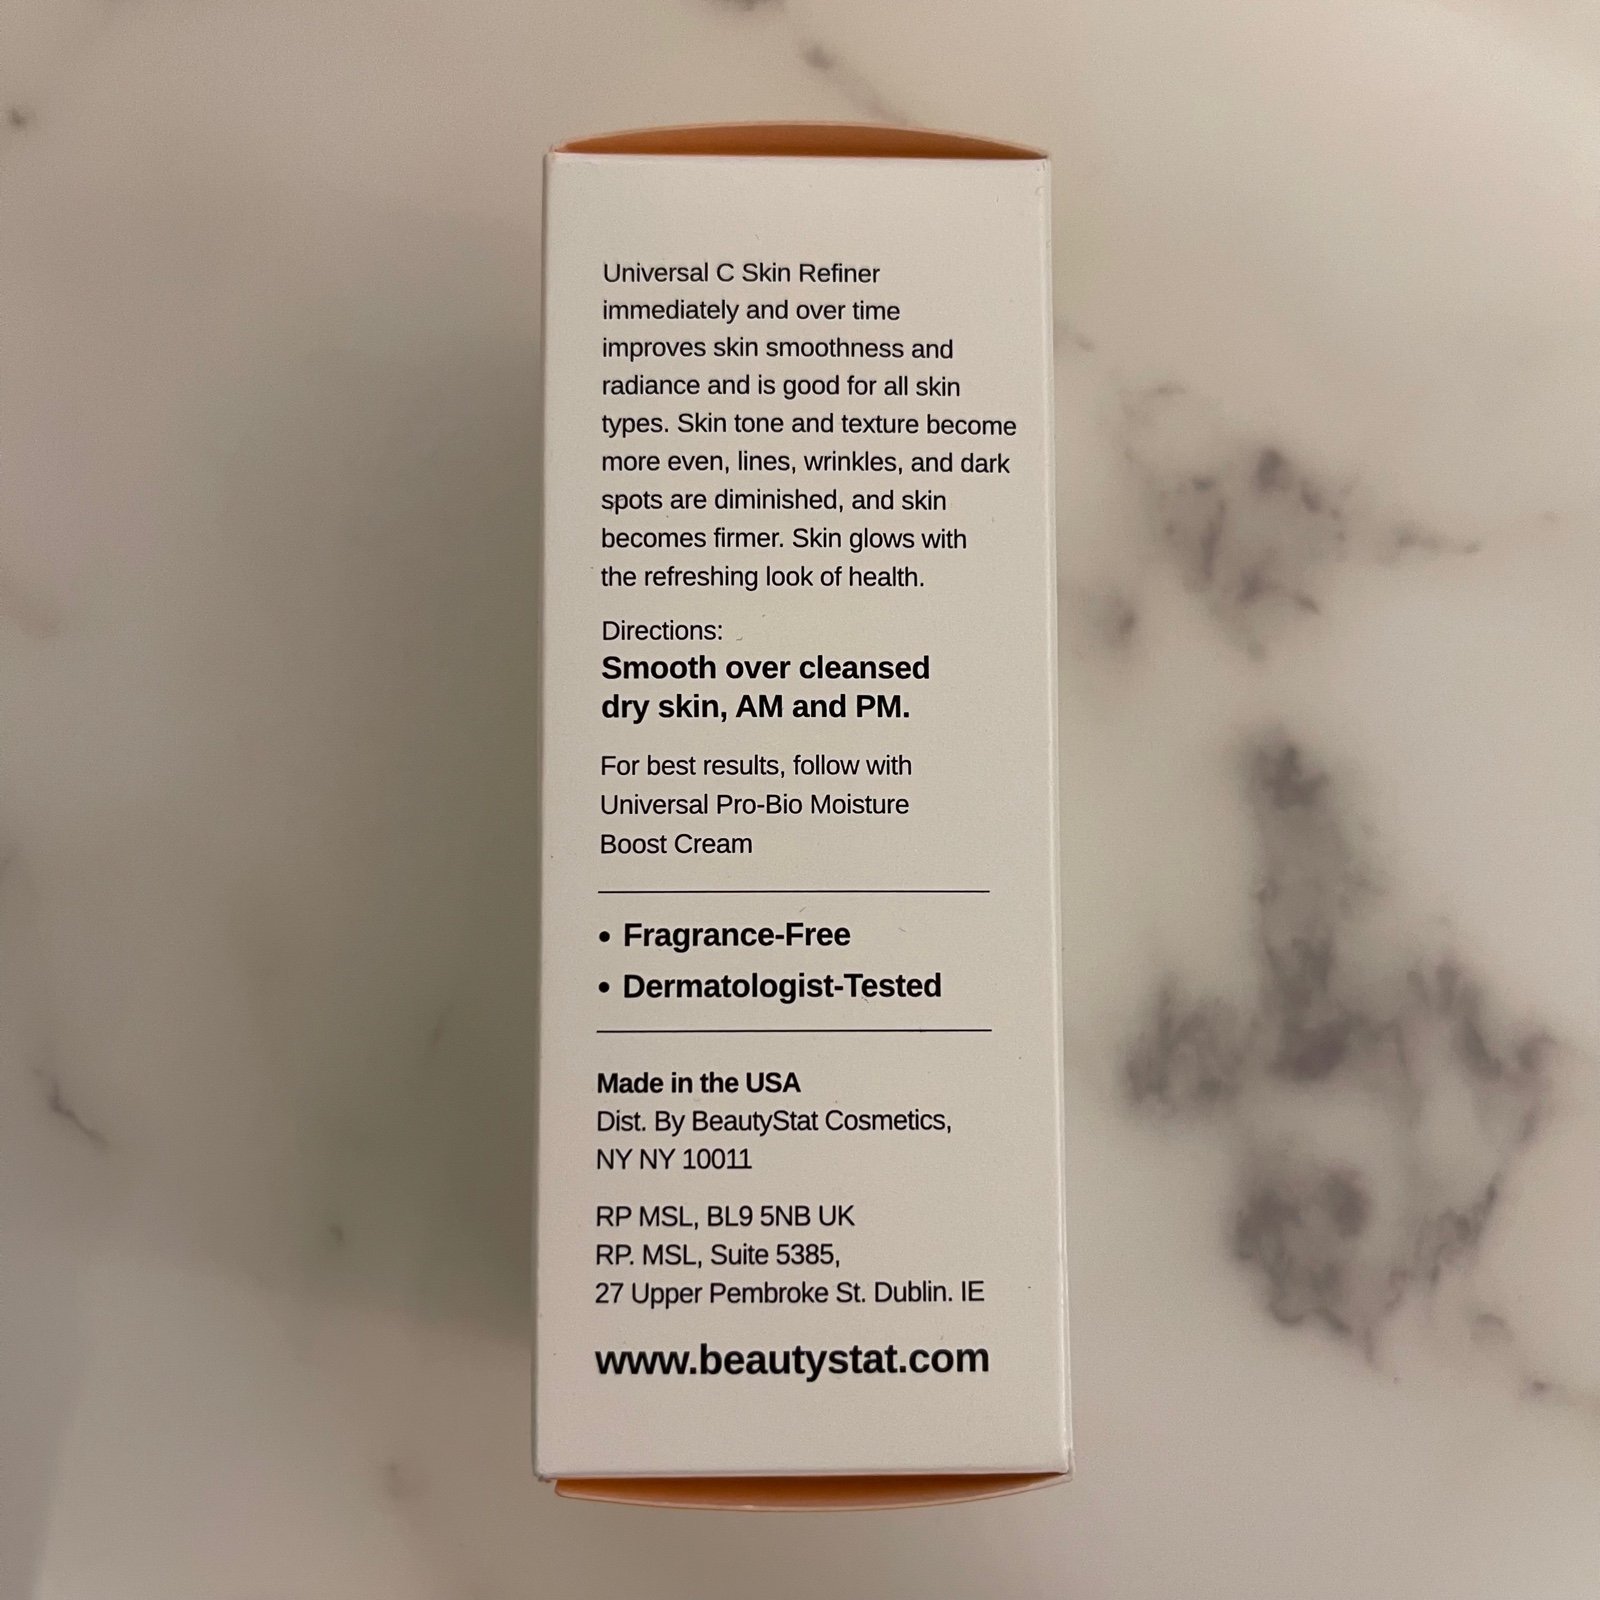 Universal C Skin Refiner
immediately and over time
improves skin smoothness and
radiance and is good for all skin
types. Skin tone and texture become
more even, lines, wrinkles, and dark
spots are diminished, and skin
becomes firmer. Skin glows with
the refreshing look of health.
Directions:
Smooth over cleansed
dry skin, AM and PM.
For best results, follow with
Universal Pro-Bio Moisture
Boost Cream
• Fragrance-Free
• Dermatologist-Tested
Made in the USA
Dist. By BeautyStat Cosmetics,
NY NY 10011
RP MSL, BL9 5NB UK
RP. MSL, Suite 5385,
27 Upper Pembroke St. Dublin. IE
www.beautystat.com